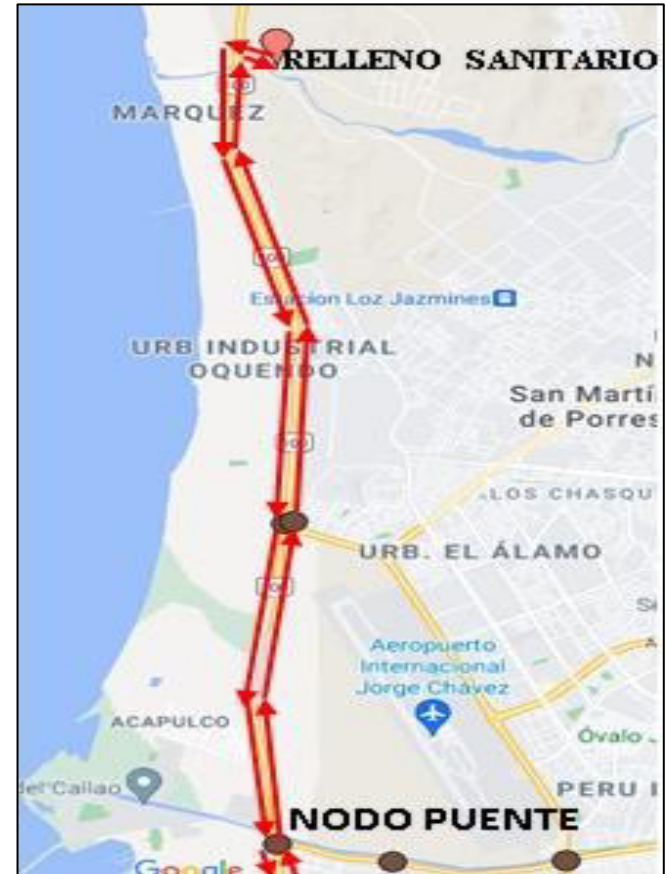 RELLENO SANITARIO
MARQUEZ
Estacion Loz Jazmines
URB INDUSTRIAL
OQUENDO
N
San Martí
de Porres
LOS CHASQU
URB. EL ÁLAMO
Aeropuerto
Internacional
Jorge Chávez
ACAPULCO
Óvalo
del Callao
PERU I
NODO PUENTE
Google